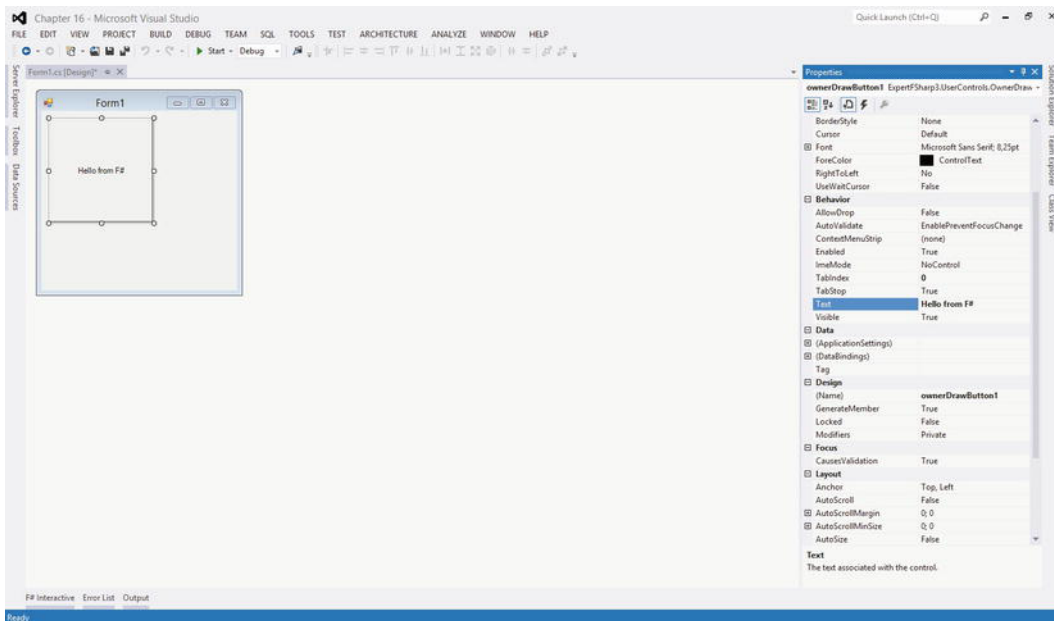 Chapter 16 - Microsoft Visual Studio
Quick Launch (Ctrl+Q)
FILE EDIT VIEW PROJECT BUILD DEBUG TEAM SQL TOOLS TEST ARCHITECTURE ANALYZE WINDOW HELP
Start Debug
Server Explorer
Toolbox
Data Sources
Form1.cs [Design]*
Form1
Hello from F#
Properties
ownerDrawButton1 ExpertFSharp3.UserControls.OwnerDraw
BorderStyle None
Cursor Default
Font Microsoft Sans Serif; 8,25pt
ForeColor ControlText
RightToLeft No
UseWaitCursor False
Behavior
AllowDrop False
AutoValidate EnablePreventFocusChange
ContextMenuStrip (none)
Enabled True
ImeMode NoControl
TabIndex 0
TabStop True
Text Hello from F#
Visible True
Data
(ApplicationSettings)
(DataBindings)
Tag
Design
(Name) ownerDrawButton1
GenerateMember True
Locked False
Modifiers Private
Focus
CausesValidation True
Layout
Anchor Top, Left
AutoScroll False
AutoScrollMargin 0; 0
AutoScrollMinSize 0; 0
AutoSize False
Text
The text associated with the control.
Solution Explorer
Team Explorer
Class View
F# Interactive Error List Output
Ready